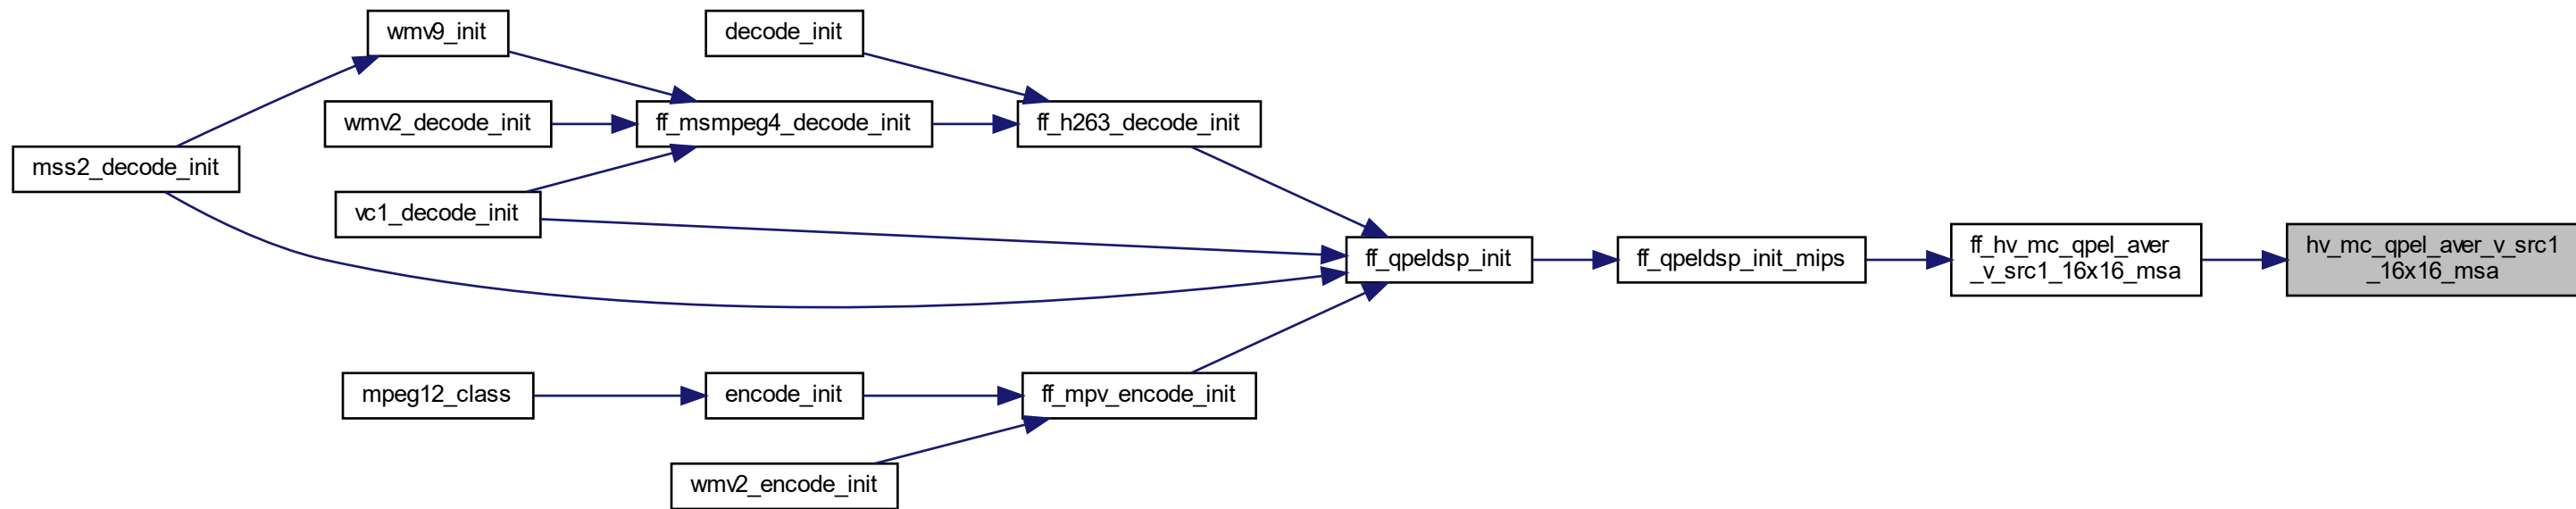 wmv9_init
decode_init
wmv2_decode_init
ff_msmpeg4_decode_init
ff_h263_decode_init
mss2_decode_init
vc1_decode_init
ff_qpeldsp_init
ff_qpeldsp_init_mips
ff_hv_mc_qpel_aver
_v_src1_16x16_msa
hv_mc_qpel_aver_v_src1
_16x16_msa
mpeg12_class
encode_init
ff_mpv_encode_init
wmv2_encode_init